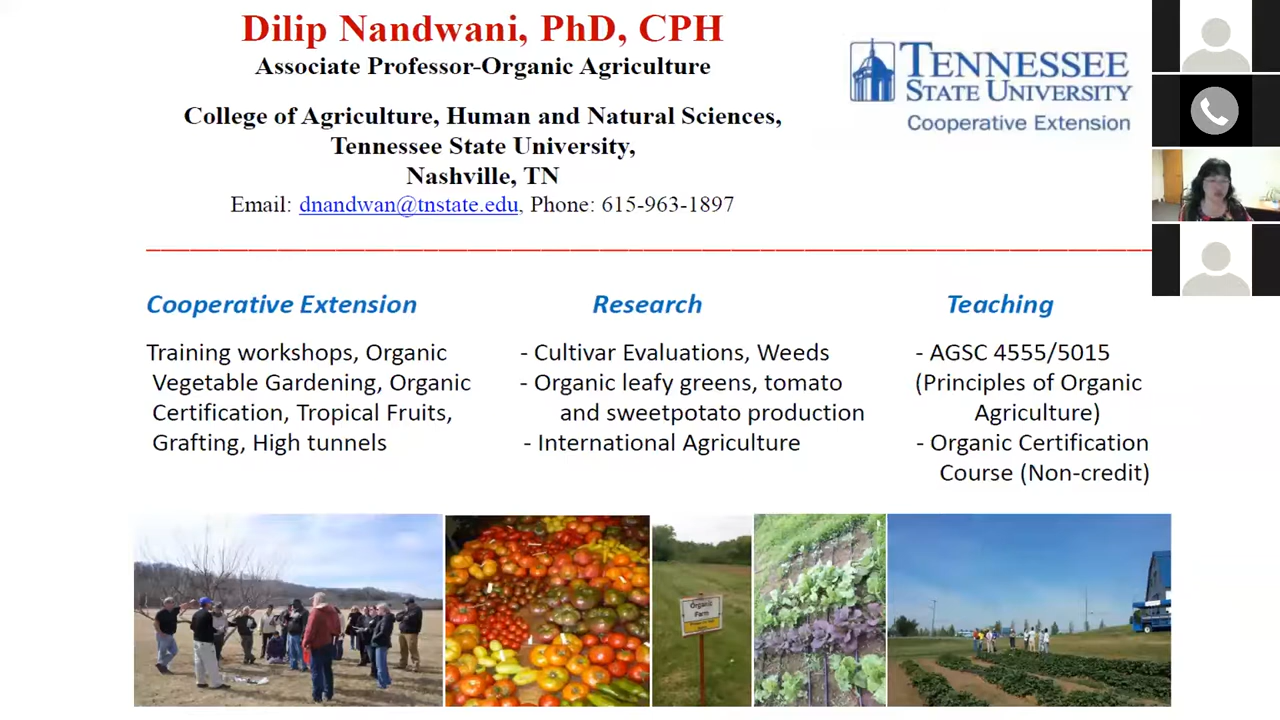 Dilip Nandwani, PhD, CPH
Associate Professor-Organic Agriculture
College of Agriculture, Human and Natural Sciences,
Tennessee State University,
Nashville, TN
Email: dnandwan@tnstate.edu, Phone: 615-963-1897
TENNESSEE
STATE UNIVERSITY
Cooperative Extension
Cooperative Extension
Training workshops, Organic
Vegetable Gardening, Organic
Certification, Tropical Fruits,
Grafting, High tunnels
Research
- Cultivar Evaluations, Weeds
- Organic leafy greens, tomato
and sweetpotato production
- International Agriculture
Teaching
- AGSC 4555/5015
(Principles of Organic
Agriculture)
- Organic Certification
Course (Non-credit)
Organic
Farm